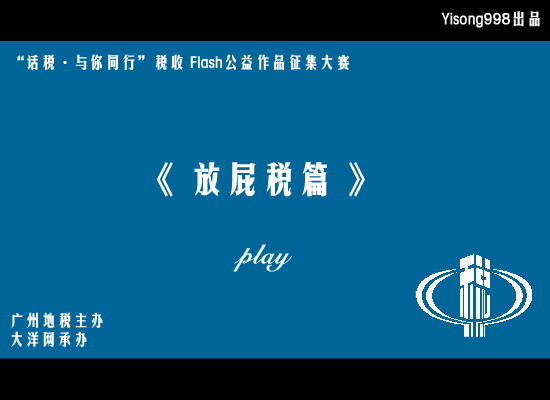 Yisong998出品
“话税·与你同行”税收Flash公益作品征集大赛
《放屁税篇》
play
税
广州地税主办
大洋网承办